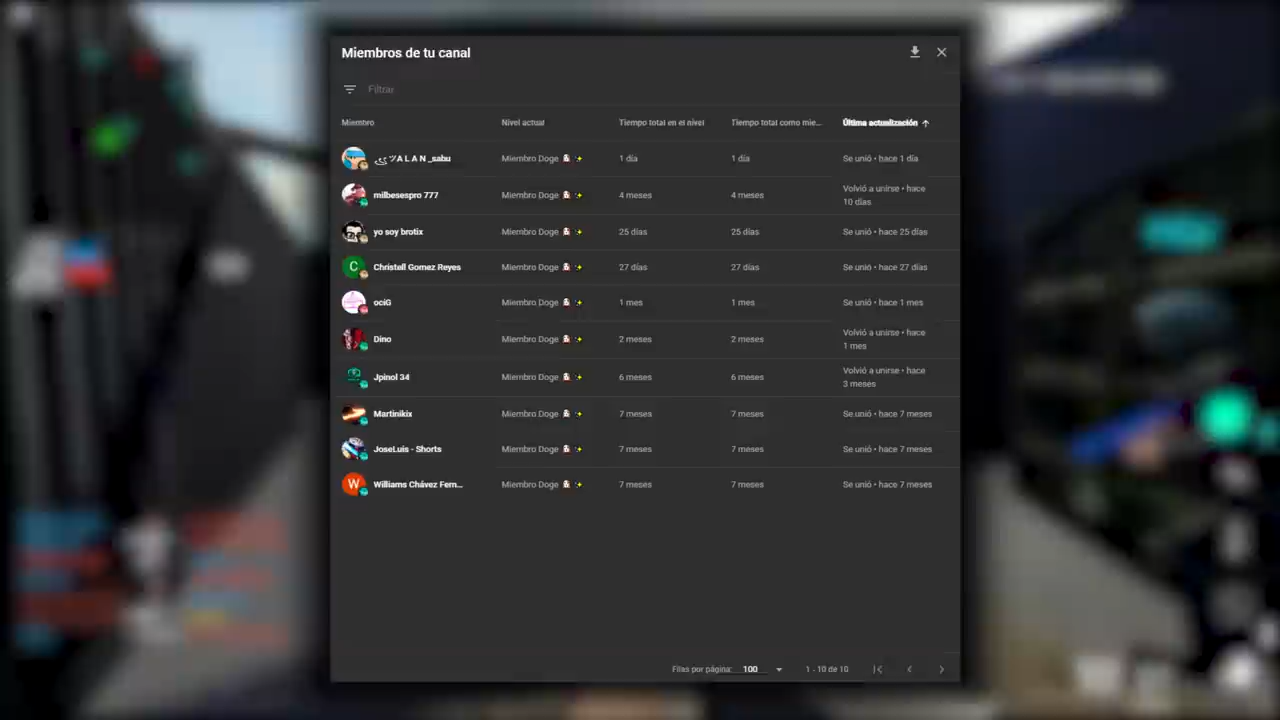 Miembros de tu canal
Filtrar
Miembro Nivel actual Tiempo total en el nivel Tiempo total como mie... Última actualización
ツA L A N _sabu Miembro Doge 1 día 1 día Se unió • hace 1 día
milbesespro 777 Miembro Doge 4 meses 4 meses Volvió a unirse • hace
10 días
yo soy brotix Miembro Doge 25 días 25 días Se unió • hace 25 días
C Christell Gomez Reyes Miembro Doge 27 días 27 días Se unió • hace 27 días
ociG Miembro Doge 1 mes 1 mes Se unió • hace 1 mes
Dino Miembro Doge 2 meses 2 meses Volvió a unirse • hace
1 mes
Jpinol 34 Miembro Doge 6 meses 6 meses Volvió a unirse • hace
3 meses
Martinikix Miembro Doge 7 meses 7 meses Se unió • hace 7 meses
JoseLuis - Shorts Miembro Doge 7 meses 7 meses Se unió • hace 7 meses
W Williams Chávez Fern... Miembro Doge 7 meses 7 meses Se unió • hace 7 meses
Filas por página: 100 1 - 10 de 10